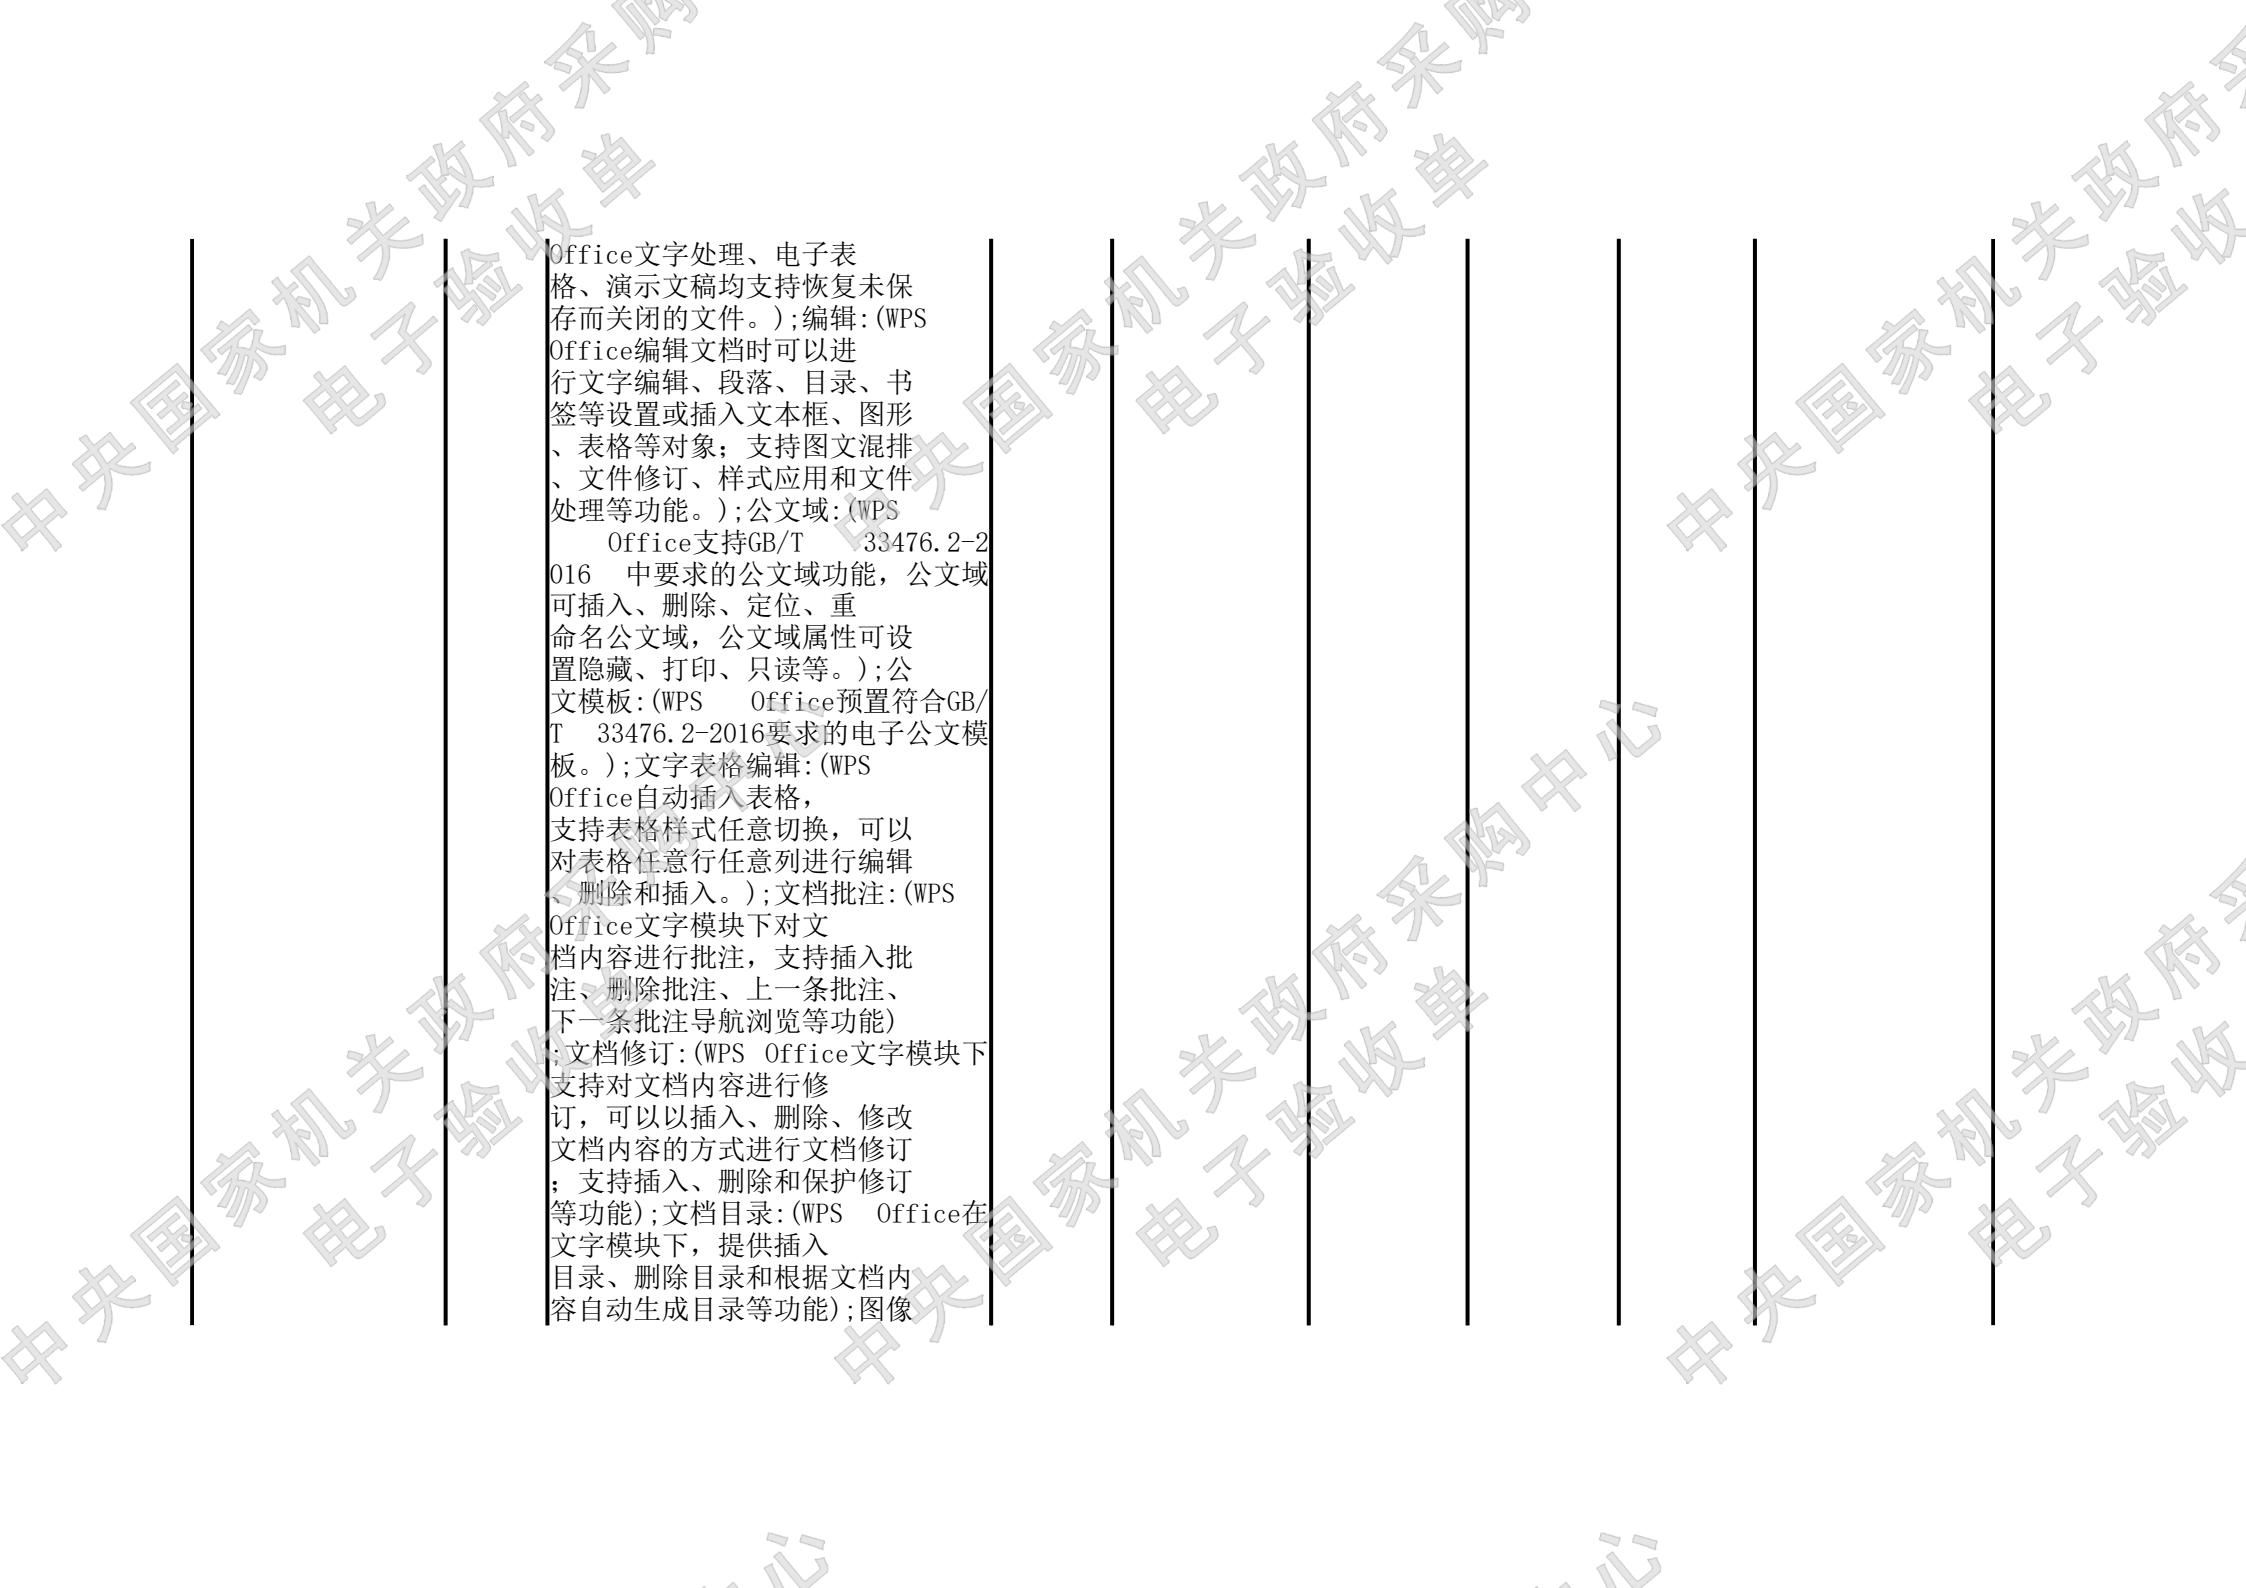 Office文字处理、电子表
格、演示文稿均支持恢复未保
存而关闭的文件。);编辑:(WPS
Office编辑文档时可以进
行文字编辑、段落、目录、书
签等设置或插入文本框、图形
、表格等对象；支持图文混排
、文件修订、样式应用和文件
处理等功能。);公文域:(WPS
Office支持GB/T 33476.2-2
016 中要求的公文域功能，公文域
可插入、删除、定位、重
命名公文域，公文域属性可设
置隐藏、打印、只读等。);公
文模板:(WPS Office预置符合GB/
T 33476.2-2016要求的电子公文模
板。);文字表格编辑:(WPS
Office自动插入表格，
支持表格样式任意切换，可以
对表格任意行任意列进行编辑
、删除和插入。);文档批注:(WPS
Office文字模块下对文
档内容进行批注，支持插入批
注、删除批注、上一条批注、
下一条批注导航浏览等功能)
;文档修订:(WPS Office文字模块下
支持对文档内容进行修
订，可以以插入、删除、修改
文档内容的方式进行文档修订
；支持插入、删除和保护修订
等功能);文档目录:(WPS Office在
文字模块下，提供插入
目录、删除目录和根据文档内
容自动生成目录等功能);图像
中央国家机关政府采购中心
电子验收单